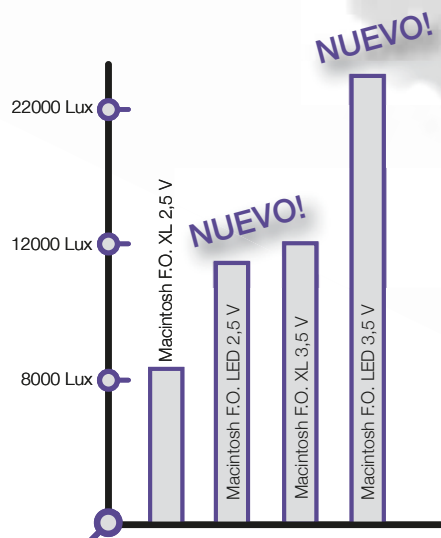 NUEVO!
22000 Lux
12000 Lux
8000 Lux
Macintosh F.O. XL 2,5 V
NUEVO!
Macintosh F.O. LED 2,5 V
Macintosh F.O. XL 3,5 V
Macintosh F.O. LED 3,5 V